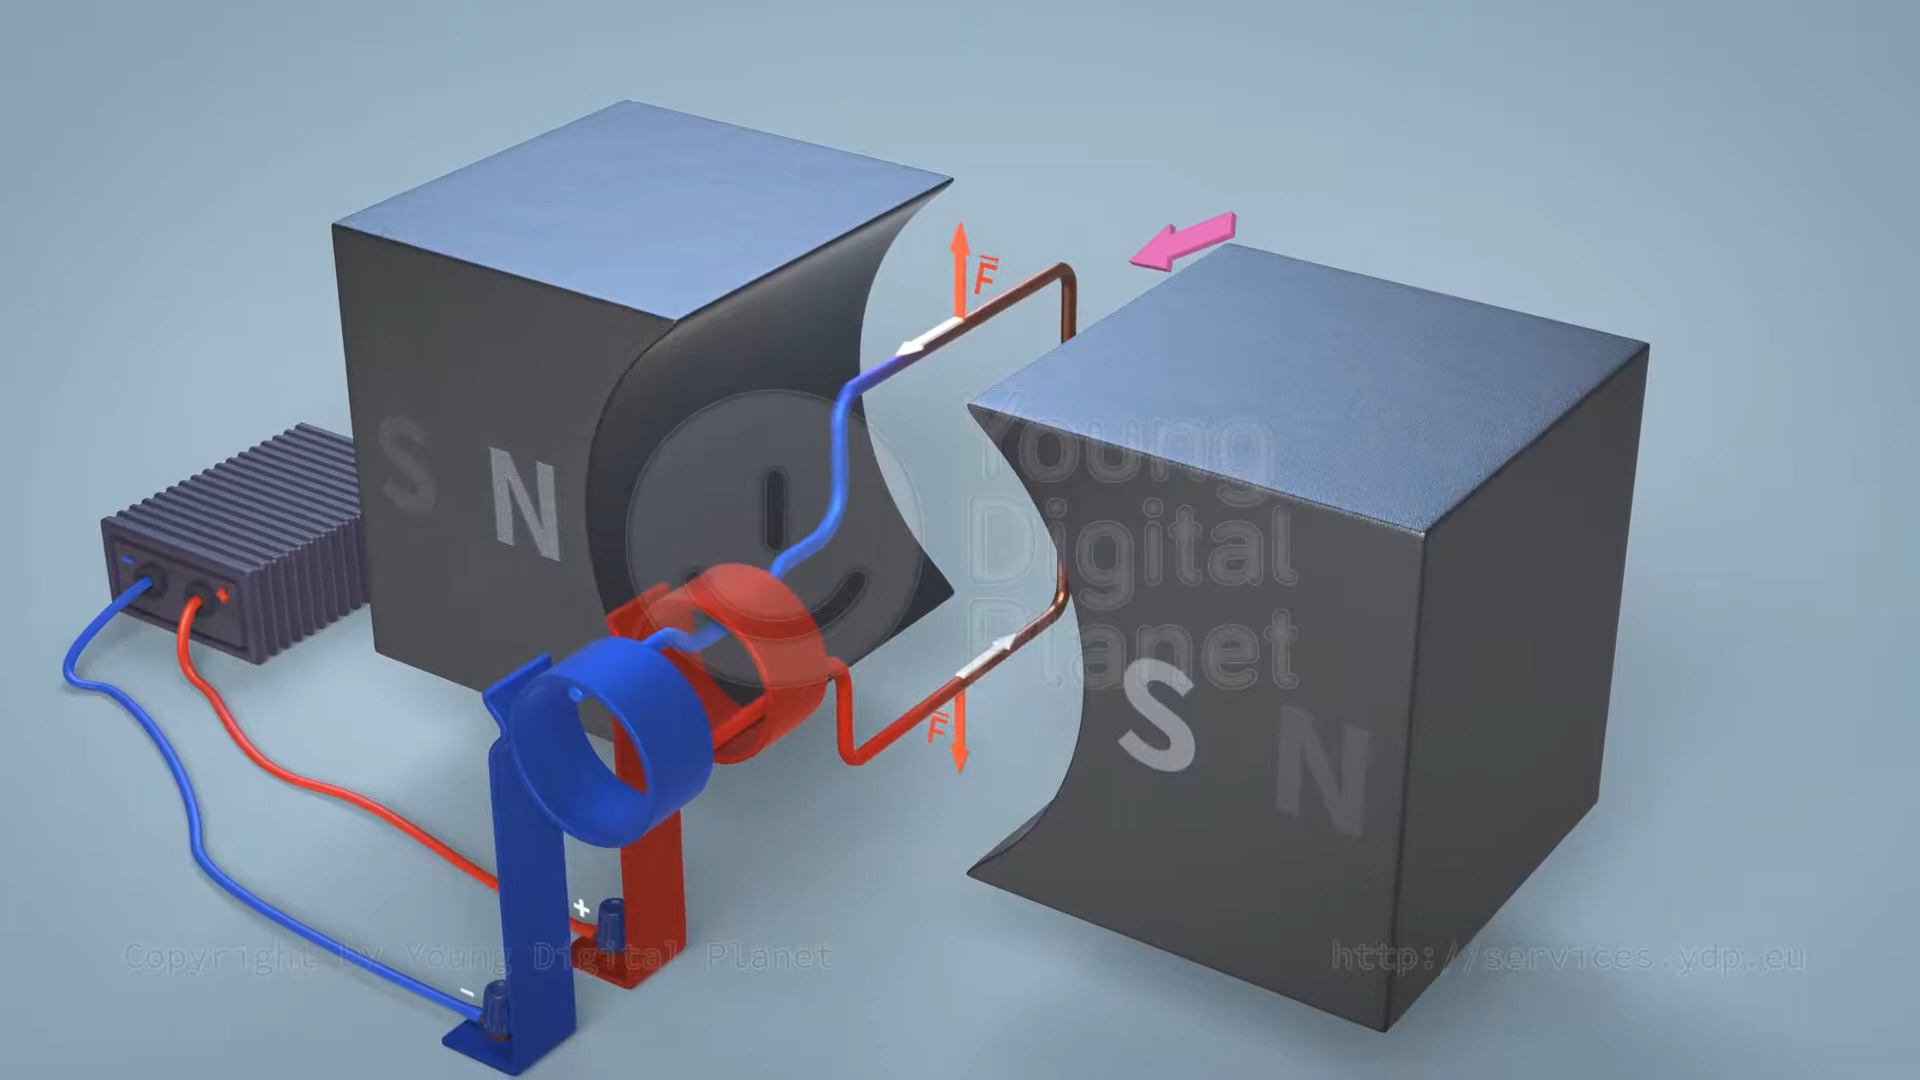 F
S N
Young
Digital
Planet
F
S N
+
-
Copyright by Young Digital Planet
http://services.ydp.eu